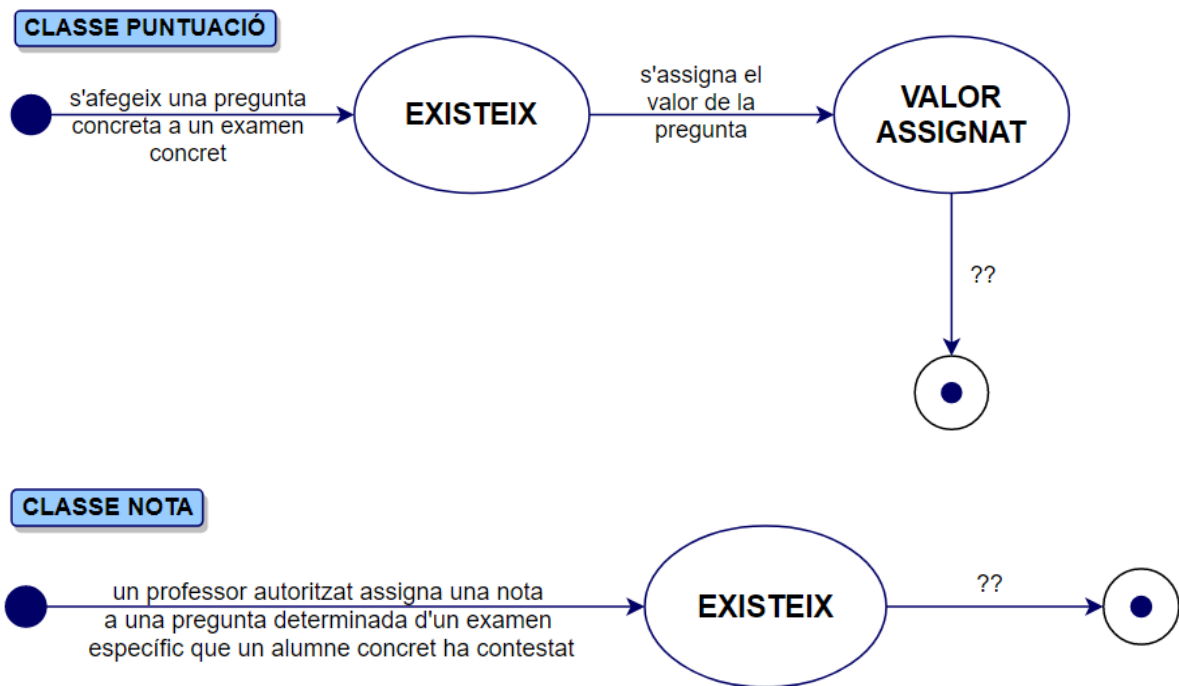 CLASSE PUNTUACIÓ
s'afegeix una pregunta
concreta a un examen
concret
EXISTEIX
s'assigna el
valor de la
pregunta
VALOR
ASSIGNAT
??
CLASSE NOTA
un professor autoritzat assigna una nota
a una pregunta determinada d'un examen
específic que un alumne concret ha contestat
EXISTEIX
??